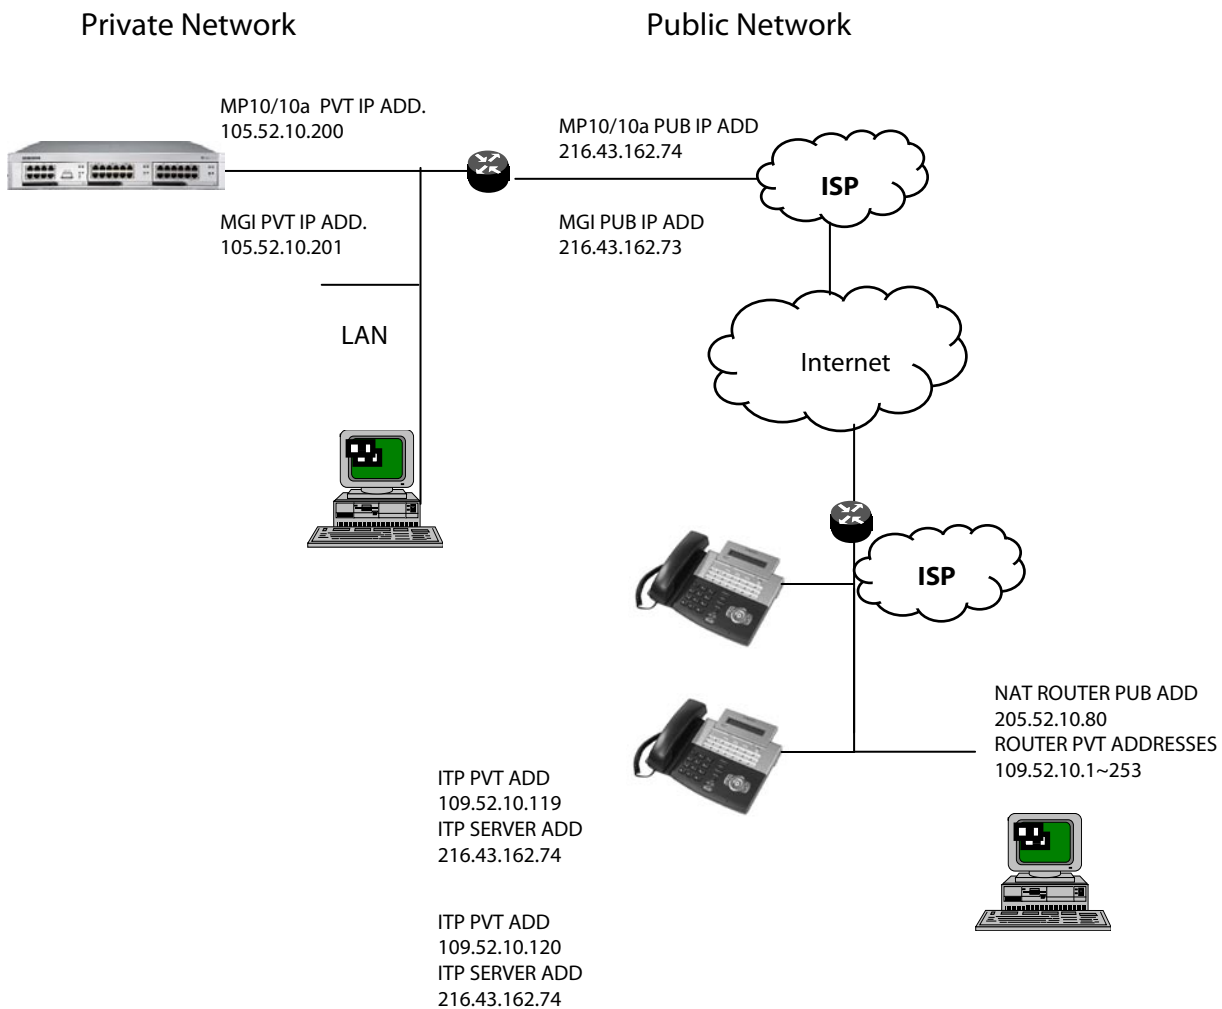 Private Network
Public Network
MP10/10a  PVT IP ADD.
105.52.10.200
MP10/10a PUB IP ADD
216.43.162.74
ISP
MGI PVT IP ADD.
105.52.10.201
MGI PUB IP ADD
216.43.162.73
LAN
Internet
ISP
NAT ROUTER PUB ADD
205.52.10.80
ROUTER PVT ADDRESSES
109.52.10.1~253
ITP PVT ADD
109.52.10.119
ITP SERVER ADD
216.43.162.74
ITP PVT ADD
109.52.10.120
ITP SERVER ADD
216.43.162.74